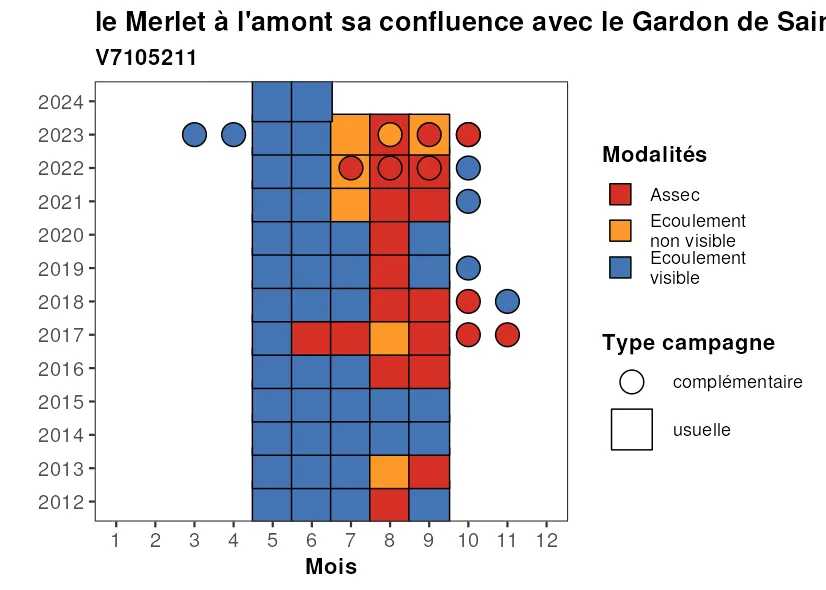 le Merlet à l'amont sa confluence avec le Gardon de Sain
V7105211
2024
2023
2022
2021
2020
2019
2018
2017
2016
2015
2014
2013
2012
1 2 3 4 5 6 7 8 9 10 11 12
Mois
Modalités
Assec
Ecoulement
non visible
Ecoulement
visible
Type campagne
complémentaire
usuelle